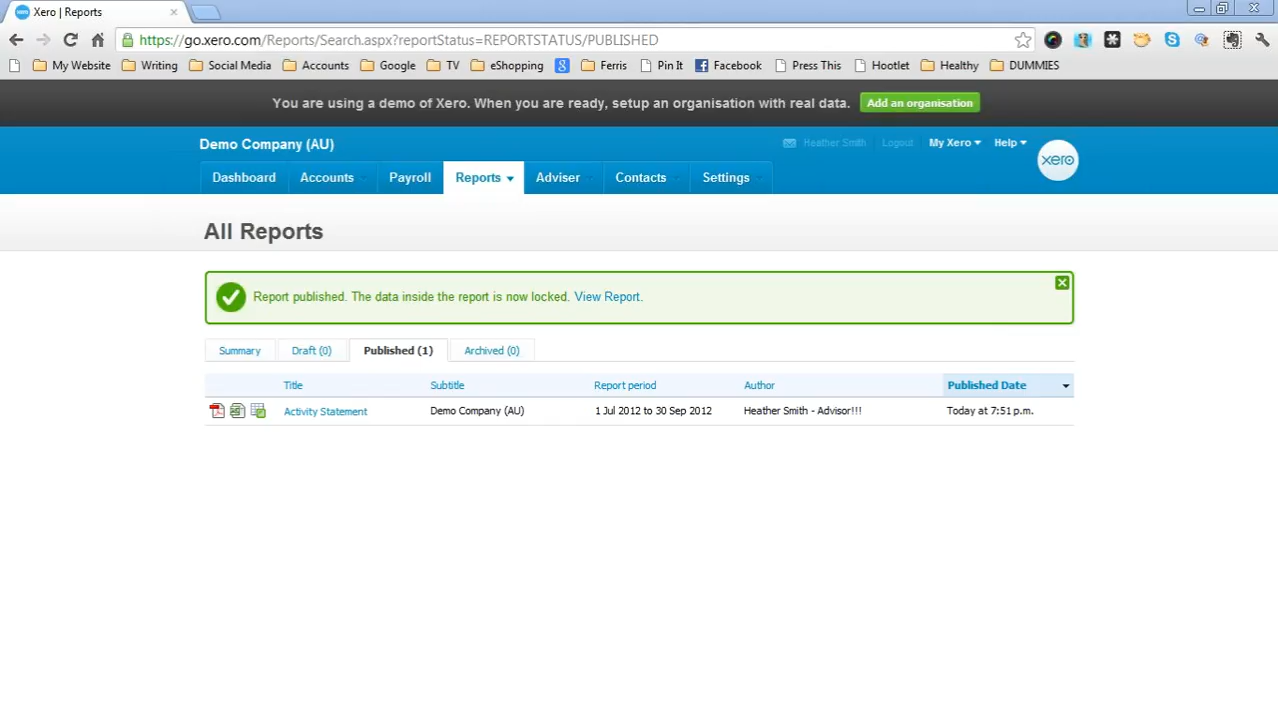 Xero | Reports
https://go.xero.com/Reports/Search.aspx?reportStatus=REPORTSTATUS/PUBLISHED
My Website Writing Social Media Accounts Google TV eShopping g Ferris Pin It Facebook Press This Hootlet Healthy DUMMIES
You are using a demo of Xero. When you are ready, setup an organisation with real data. Add an organisation
Demo Company (AU) Heather Smith Logout My Xero Help xero
Dashboard Accounts Payroll Reports Adviser Contacts Settings
All Reports
Report published. The data inside the report is now locked. View Report.
Summary Draft (0) Published (1) Archived (0)
Title Subtitle Report period Author Published Date
Activity Statement Demo Company (AU) 1 Jul 2012 to 30 Sep 2012 Heather Smith - Advisor!!! Today at 7:51 p.m.